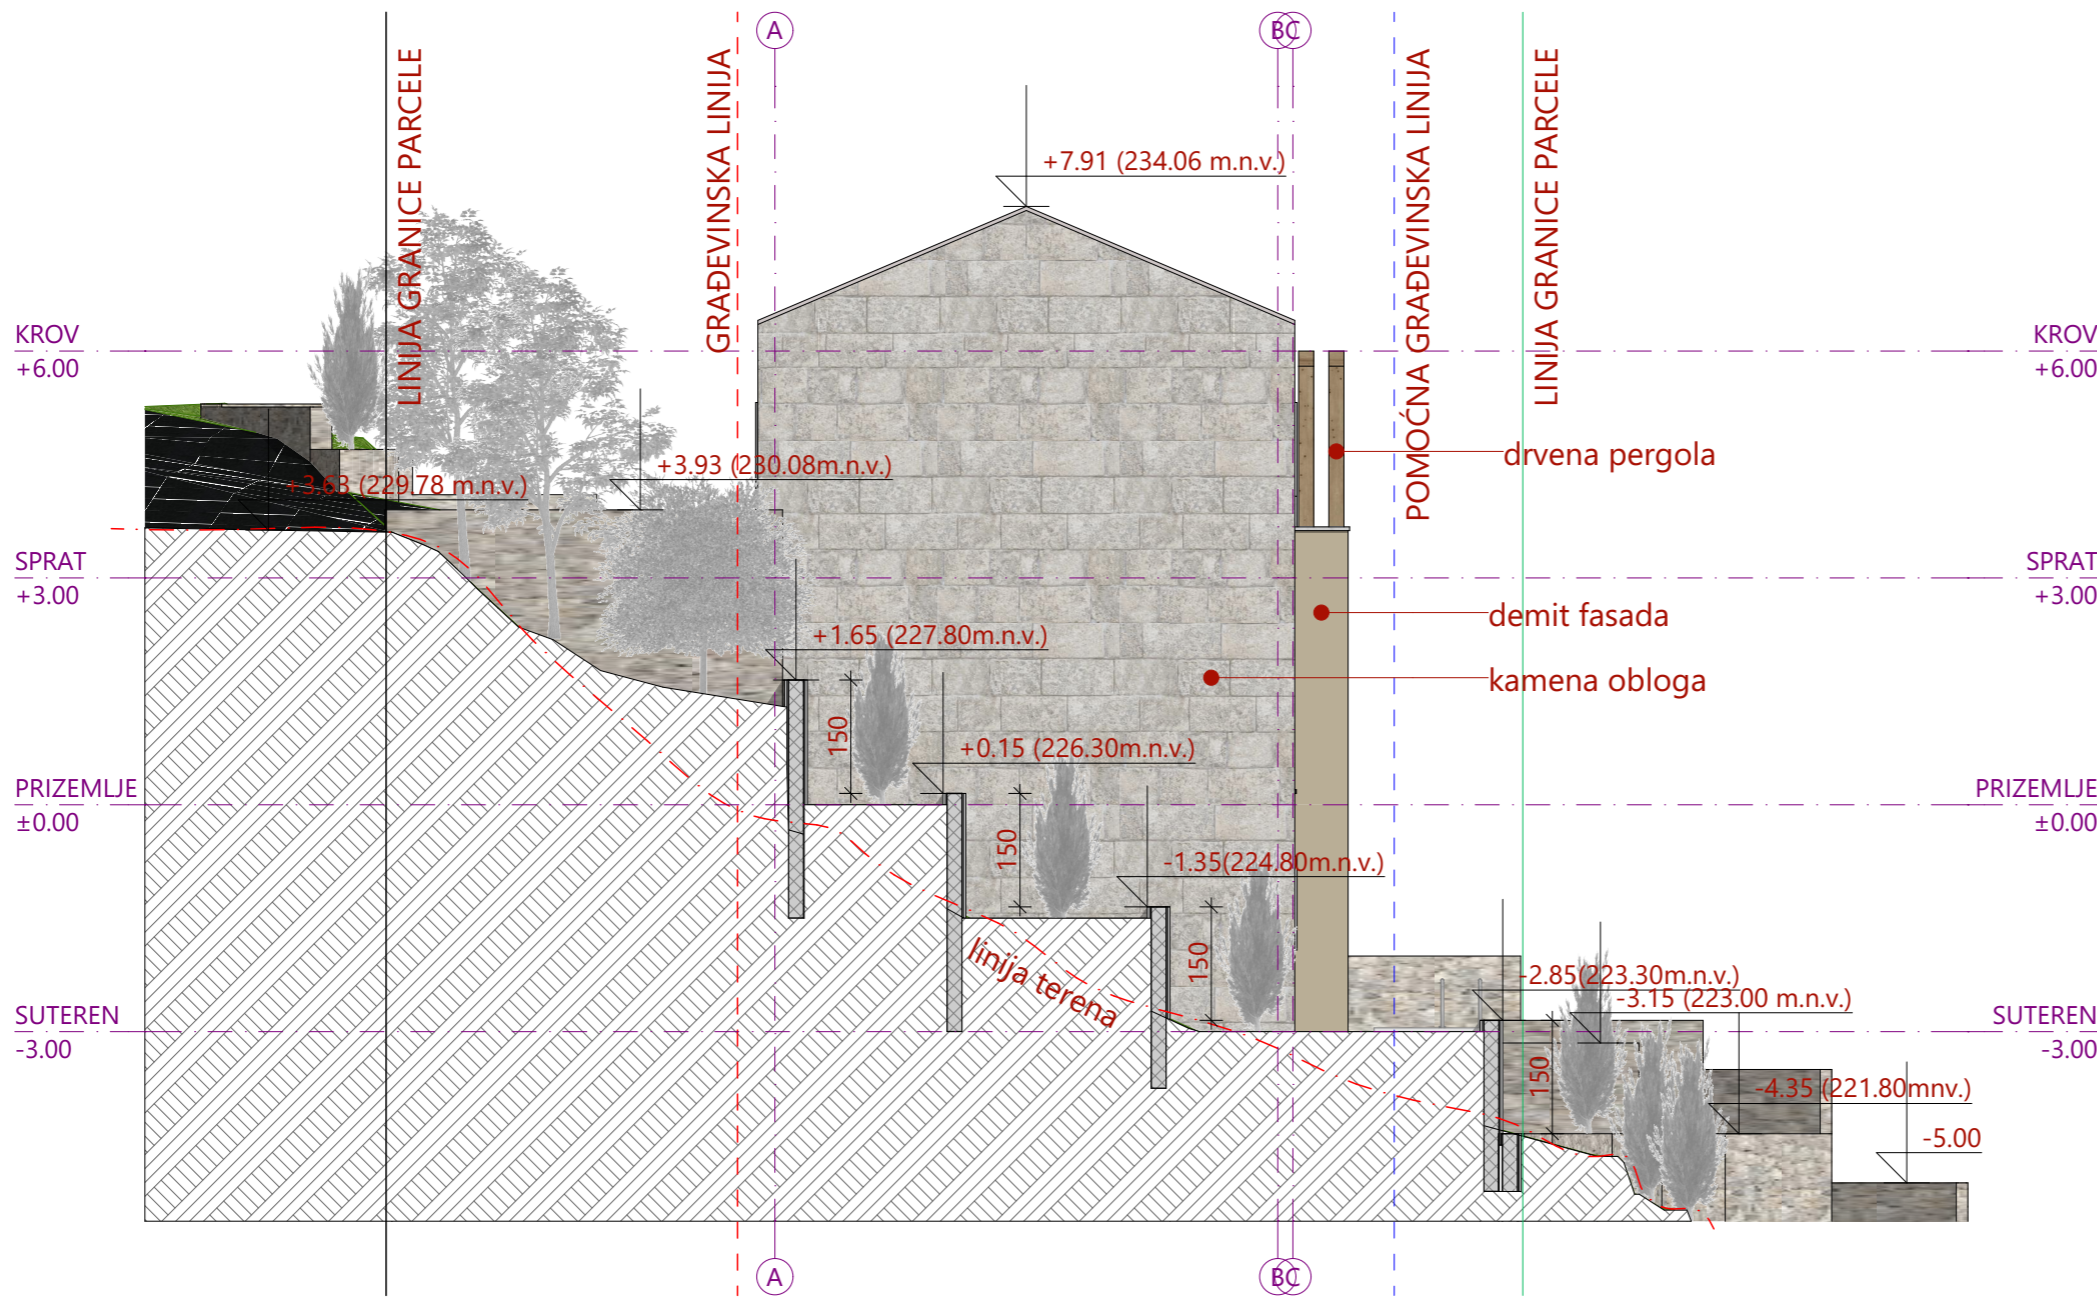 A
BC
LINIJA GRANICE PARCELE
GRAĐEVINSKA LINIJA
POMOĆNA GRAĐEVINSKA LINIJA
LINIJA GRANICE PARCELE
+7.91 (234.06 m.n.v.)
KROV
+6.00
KROV
+6.00
drvena pergola
+3.93 (230.08m.n.v.)
+3.63 (229.78 m.n.v.)
SPRAT
+3.00
SPRAT
+3.00
demit fasada
+1.65 (227.80m.n.v.)
kamena obloga
150
+0.15 (226.30m.n.v.)
PRIZEMLJE
±0.00
PRIZEMLJE
±0.00
150
-1.35(224.80m.n.v.)
150
linija terena
-2.85(223.30m.n.v.)
-3.15 (223.00 m.n.v.)
SUTEREN
-3.00
SUTEREN
-3.00
150
-4.35 (221.80mnv.)
-5.00
A
BC